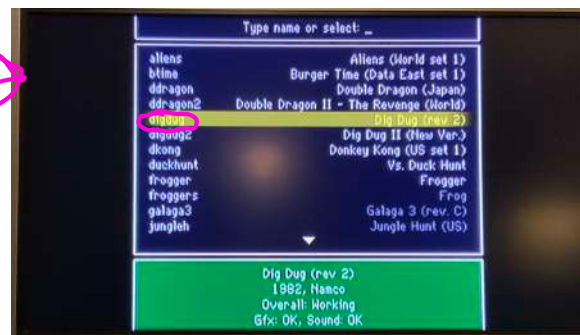 Type name or select: _
aliens Aliens (World set 1)
btime Burger Time (Data East set 1)
ddragon Double Dragon (Japan)
ddragon2 Double Dragon II - The Revenge (World)
digdug Dig Dug (rev 2)
digdug2 Dig Dug II (New Ver.)
dkong Donkey Kong (US set 1)
duckhunt Vs. Duck Hunt
frogger Frogger
froggers Frog
galaga3 Galaga 3 (rev. C)
jungleh Jungle Hunt (US)
Dig Dug (rev 2)
1982, Namco
Overall: Working
Gfx: OK, Sound: OK